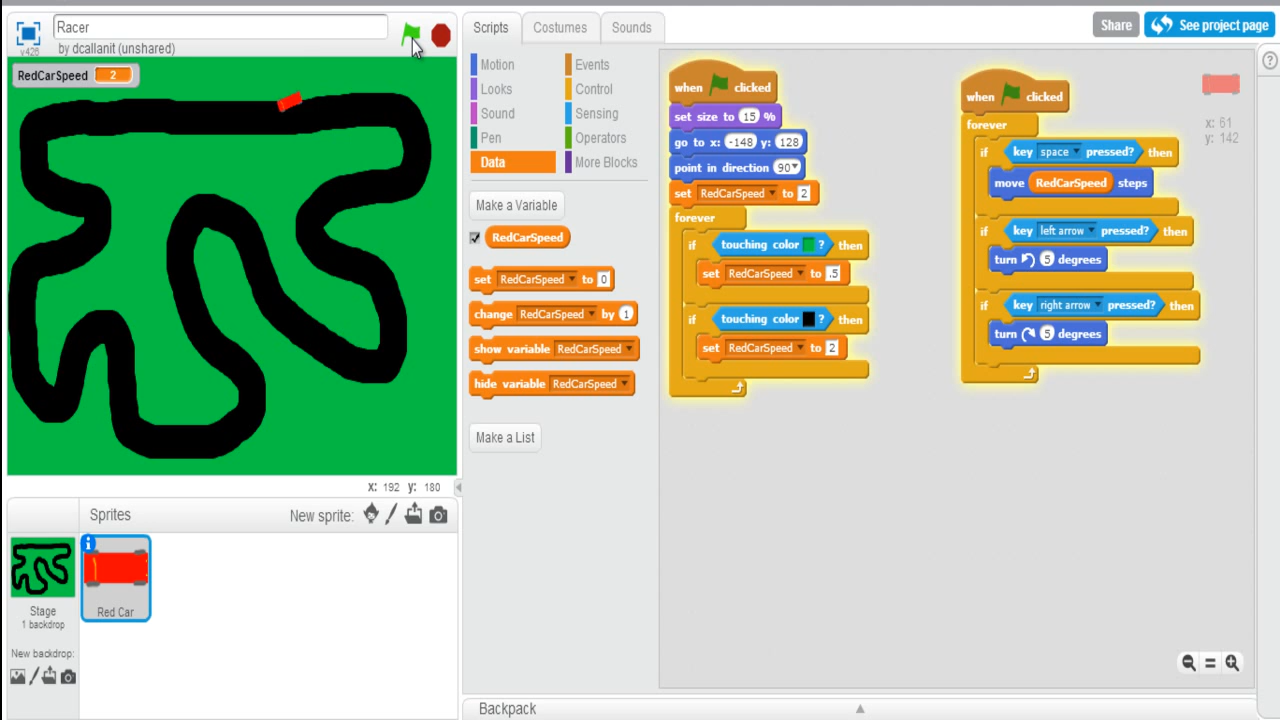 Racer
by dcallanit (unshared)
v428
RedCarSpeed 2
x: 192 y: 180
Sprites
New sprite:
Stage
1 backdrop
New backdrop:
Red Car
Scripts
Costumes
Sounds
Share
See project page
Motion
Looks
Sound
Pen
Data
Events
Control
Sensing
Operators
More Blocks
Make a Variable
RedCarSpeed
set RedCarSpeed to 0
change RedCarSpeed by 1
show variable RedCarSpeed
hide variable RedCarSpeed
Make a List
when clicked
set size to 15 %
go to x: -148 y: 128
point in direction 90
set RedCarSpeed to 2
forever
if touching color ? then
set RedCarSpeed to .5
if touching color ? then
set RedCarSpeed to 2
when clicked
forever
if key space pressed? then
move RedCarSpeed steps
if key left arrow pressed? then
turn 5 degrees
if key right arrow pressed? then
turn 5 degrees
x: 61
y: 142
Backpack